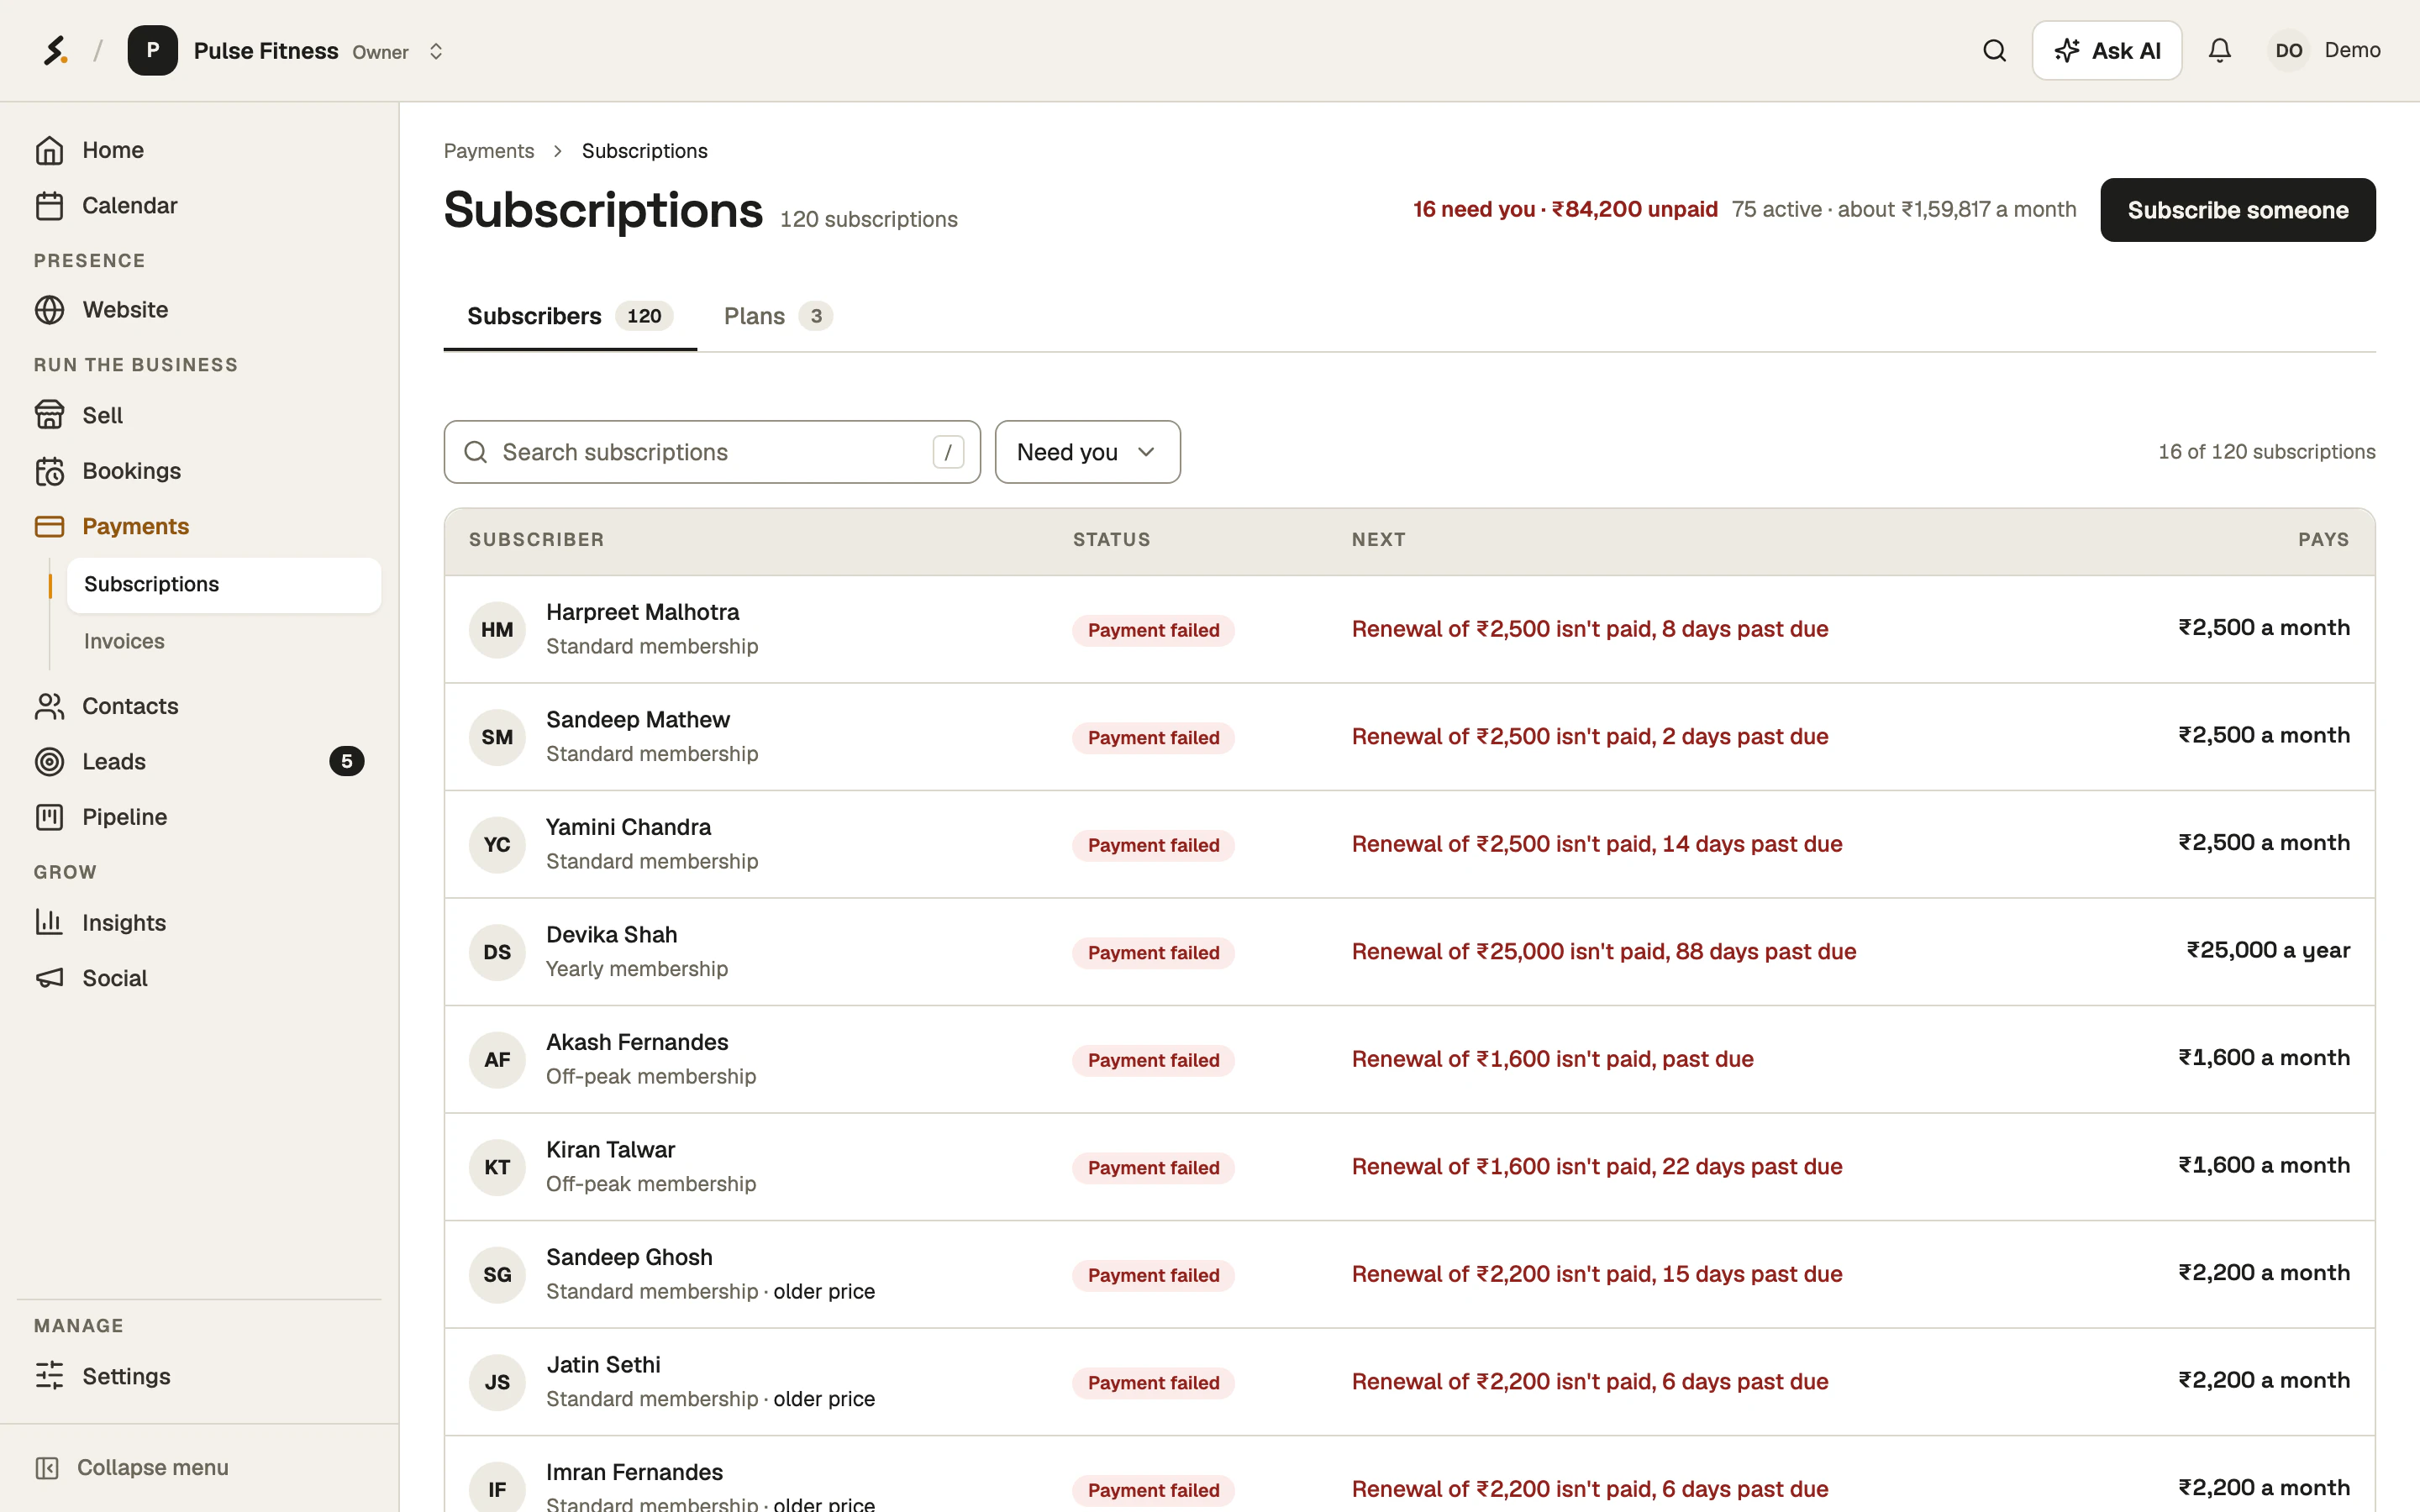 / P Pulse Fitness Owner
Ask AI DO Demo
Home
Calendar
PRESENCE
Website
RUN THE BUSINESS
Sell
Bookings
Payments
Subscriptions
Invoices
Contacts
Leads 5
Pipeline
GROW
Insights
Social
MANAGE
Settings
Collapse menu
Payments > Subscriptions
Subscriptions 120 subscriptions
16 need you · ₹84,200 unpaid 75 active · about ₹1,59,817 a month Subscribe someone
Subscribers 120 Plans 3
Search subscriptions / Need you 16 of 120 subscriptions
SUBSCRIBER STATUS NEXT PAYS
HM Harpreet Malhotra
Standard membership
Payment failed Renewal of ₹2,500 isn't paid, 8 days past due ₹2,500 a month
SM Sandeep Mathew
Standard membership
Payment failed Renewal of ₹2,500 isn't paid, 2 days past due ₹2,500 a month
YC Yamini Chandra
Standard membership
Payment failed Renewal of ₹2,500 isn't paid, 14 days past due ₹2,500 a month
DS Devika Shah
Yearly membership
Payment failed Renewal of ₹25,000 isn't paid, 88 days past due ₹25,000 a year
AF Akash Fernandes
Off-peak membership
Payment failed Renewal of ₹1,600 isn't paid, past due ₹1,600 a month
KT Kiran Talwar
Off-peak membership
Payment failed Renewal of ₹1,600 isn't paid, 22 days past due ₹1,600 a month
SG Sandeep Ghosh
Standard membership · older price
Payment failed Renewal of ₹2,200 isn't paid, 15 days past due ₹2,200 a month
JS Jatin Sethi
Standard membership · older price
Payment failed Renewal of ₹2,200 isn't paid, 6 days past due ₹2,200 a month
IF Imran Fernandes
Standard membership · older price
Payment failed Renewal of ₹2,200 isn't paid, 6 days past due ₹2,200 a month